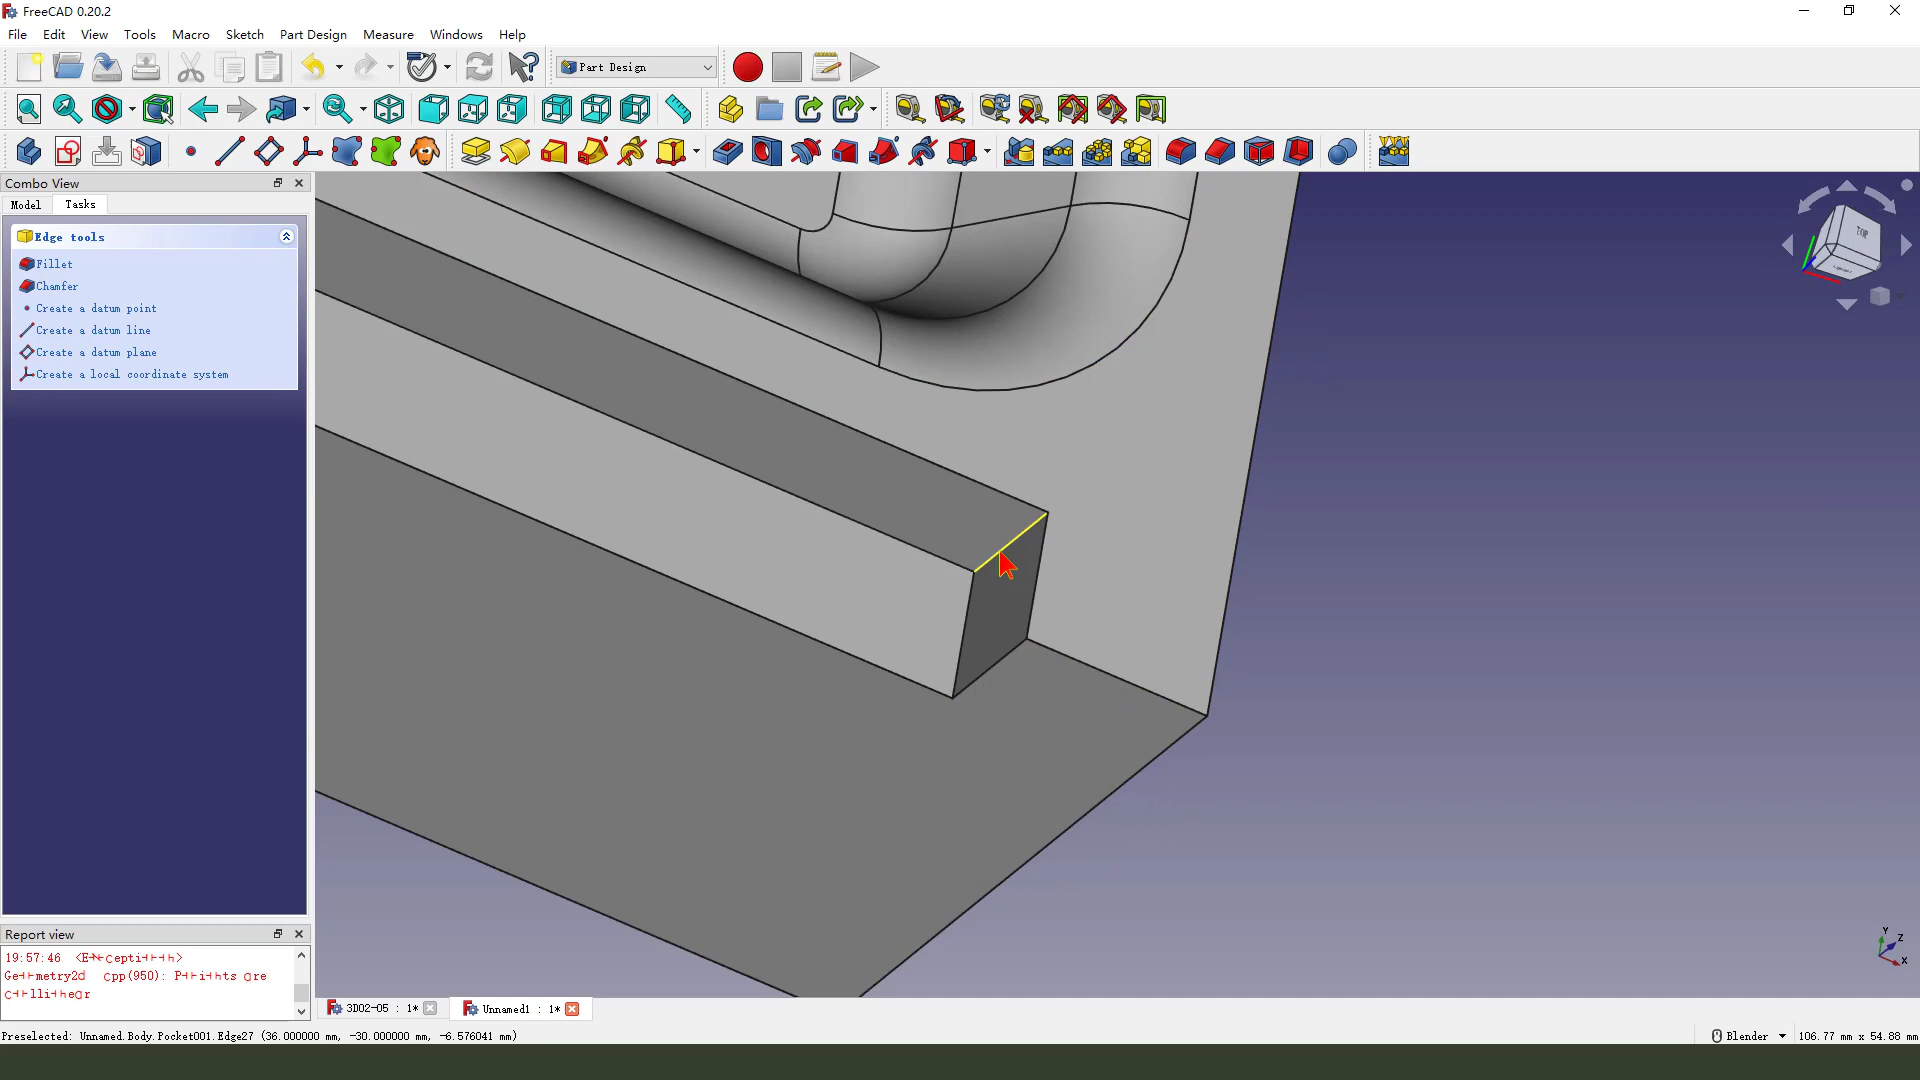 FreeCAD 0.20.2
File Edit View Tools Macro Sketch Part Design Measure Windows Help
Part Design
Combo View
Model Tasks
Edge tools
Fillet
Chamfer
Create a datum point
Create a datum line
Create a datum plane
Create a local coordinate system
TOP
Report view
19:57:46
cpp(950):
3D02-05 : 1*
Unnamed1 : 1*
Y
Z
X
Preselected: Unnamed.Body.Pocket001.Edge27 (36.000000 mm, -30.000000 mm, -6.576041 mm)
Blender
106.77 mm x 54.88 mm